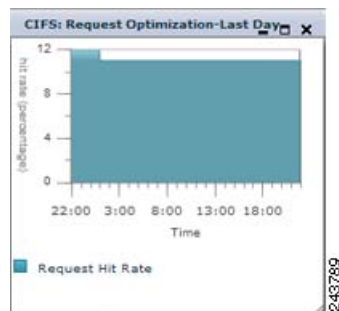 CIFS: Request Optimization-Last Day
hit rate (percentage)
12
8
4
0
22:00 3:00 8:00 13:00 18:00
Time
Request Hit Rate
243789